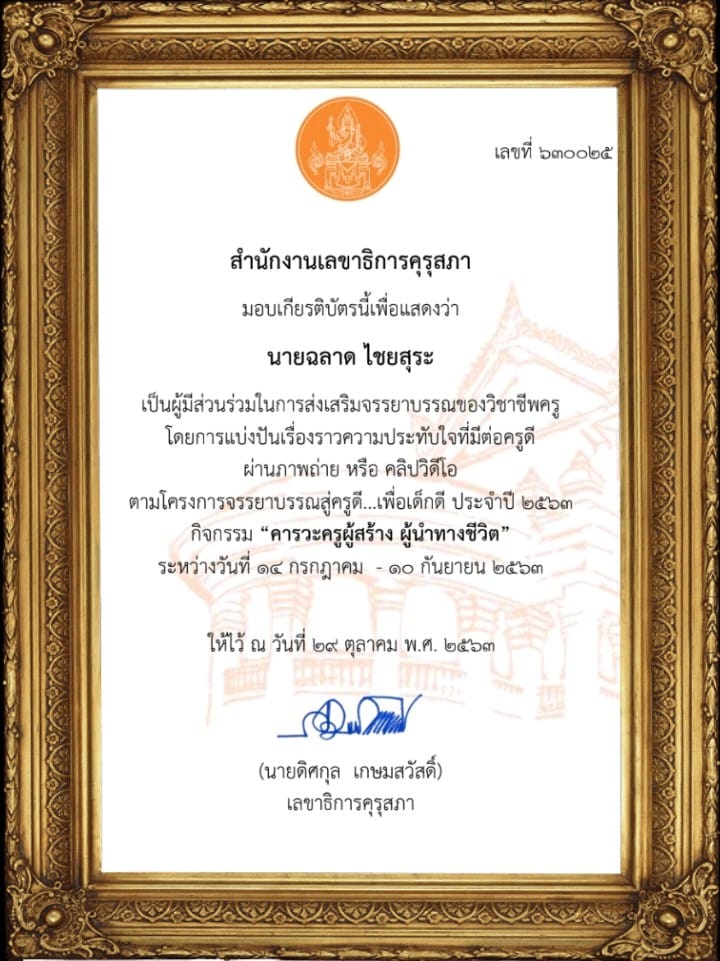 เลขที่ ๖๓๐๐๒๕
สำนักงานเลขาธิการคุรุสภา
มอบเกียรติบัตรนี้เพื่อแสดงว่า
นายฉลาด ไชยสุระ
เป็นผู้มีส่วนร่วมในการส่งเสริมจรรยาบรรณของวิชาชีพครู
โดยการแบ่งปันเรื่องราวความประทับใจที่มีต่อครูดี
ผ่านภาพถ่าย หรือ คลิปวิดีโอ
ตามโครงการจรรยาบรรณสู่ครูดี...เพื่อเด็กดี ประจำปี ๒๕๖๓
กิจกรรม “คารวะครูผู้สร้าง ผู้นำทางชีวิต”
ระหว่างวันที่ ๑๔ กรกฎาคม - ๑๐ กันยายน ๒๕๖๓
ให้ไว้ ณ วันที่ ๒๙ ตุลาคม พ.ศ. ๒๕๖๓
(นายดิศกุล เกษมสวัสดิ์)
เลขาธิการคุรุสภา